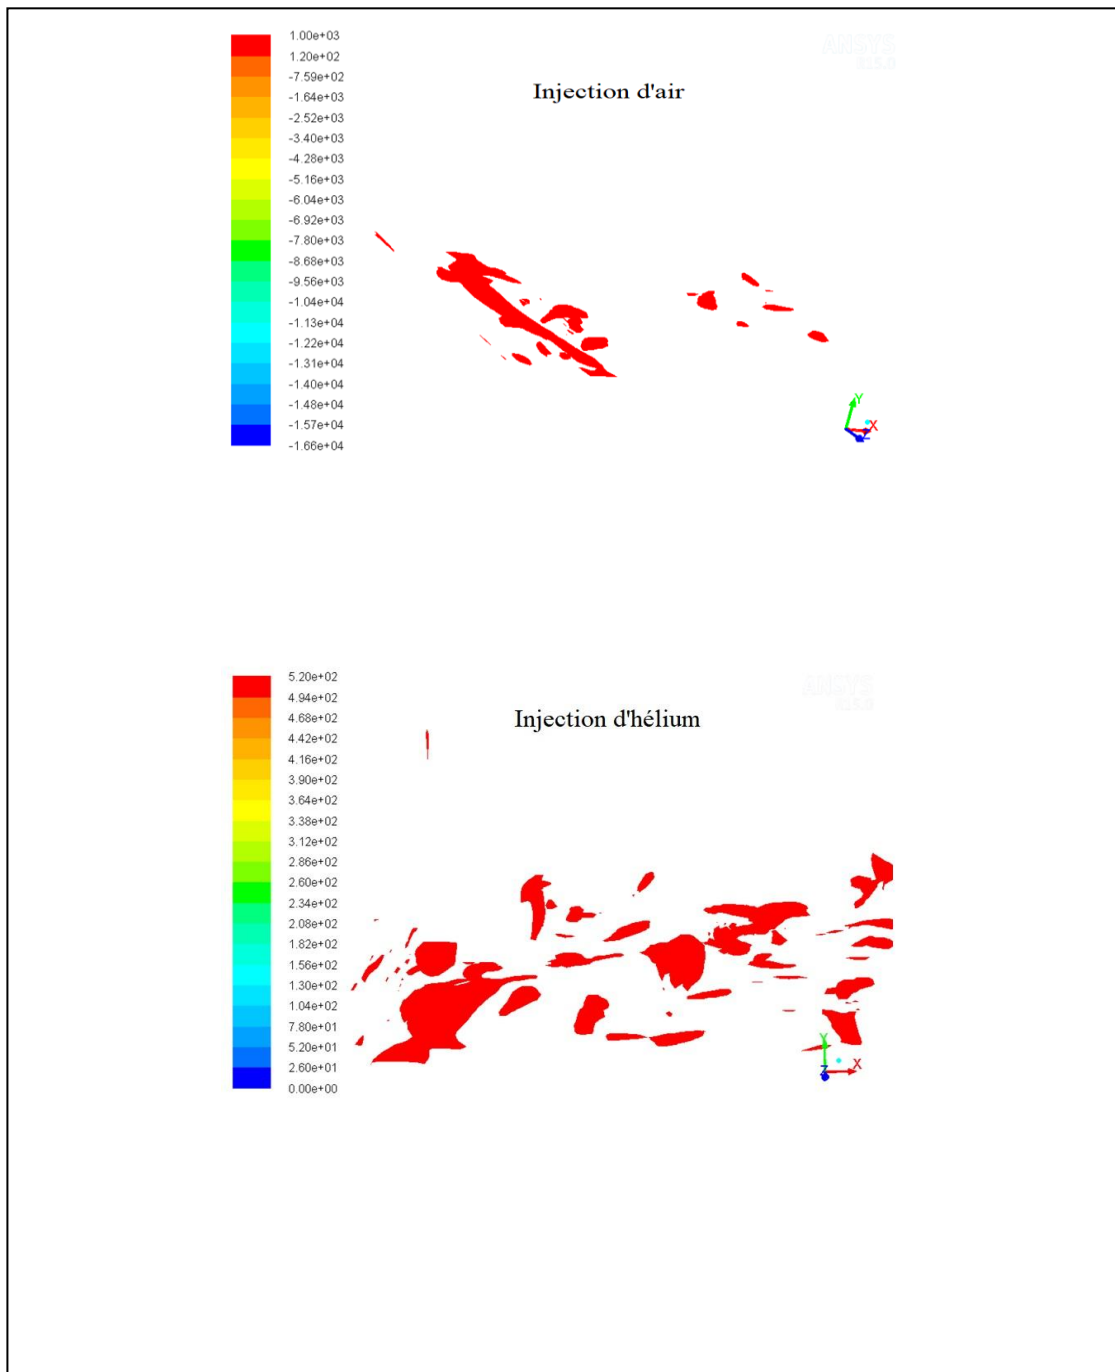 1.00e+03
1.20e+02
-7.59e+02
-1.64e+03
-2.52e+03
-3.40e+03
-4.28e+03
-5.16e+03
-6.04e+03
-6.92e+03
-7.80e+03
-8.68e+03
-9.56e+03
-1.04e+04
-1.13e+04
-1.22e+04
-1.31e+04
-1.40e+04
-1.48e+04
-1.57e+04
-1.66e+04
ANSYS
R15.0
Injection d'air
Y
X
Z
5.20e+02
4.94e+02
4.68e+02
4.42e+02
4.16e+02
3.90e+02
3.64e+02
3.38e+02
3.12e+02
2.86e+02
2.60e+02
2.34e+02
2.08e+02
1.82e+02
1.56e+02
1.30e+02
1.04e+02
7.80e+01
5.20e+01
2.60e+01
0.00e+00
ANSYS
R15.0
Injection d'hélium
Y
Z
X